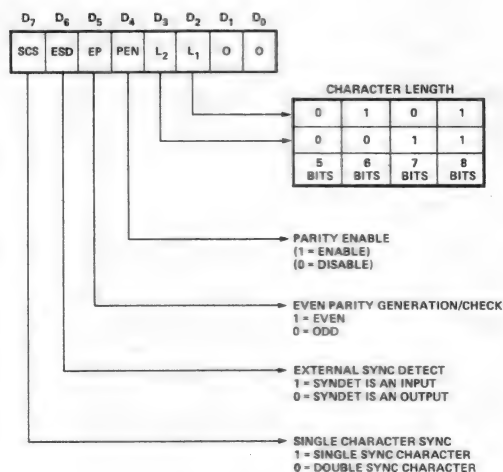 D7 D6 D5 D4 D3 D2 D1 D0
SCS ESD EP PEN L2 L1 0 0
CHARACTER LENGTH
0 1 0 1
0 0 1 1
5 BITS 6 BITS 7 BITS 8 BITS
PARITY ENABLE
(1 = ENABLE)
(0 = DISABLE)
EVEN PARITY GENERATION/CHECK
1 = EVEN
0 = ODD
EXTERNAL SYNC DETECT
1 = SYNDET IS AN INPUT
0 = SYNDET IS AN OUTPUT
SINGLE CHARACTER SYNC
1 = SINGLE SYNC CHARACTER
0 = DOUBLE SYNC CHARACTER